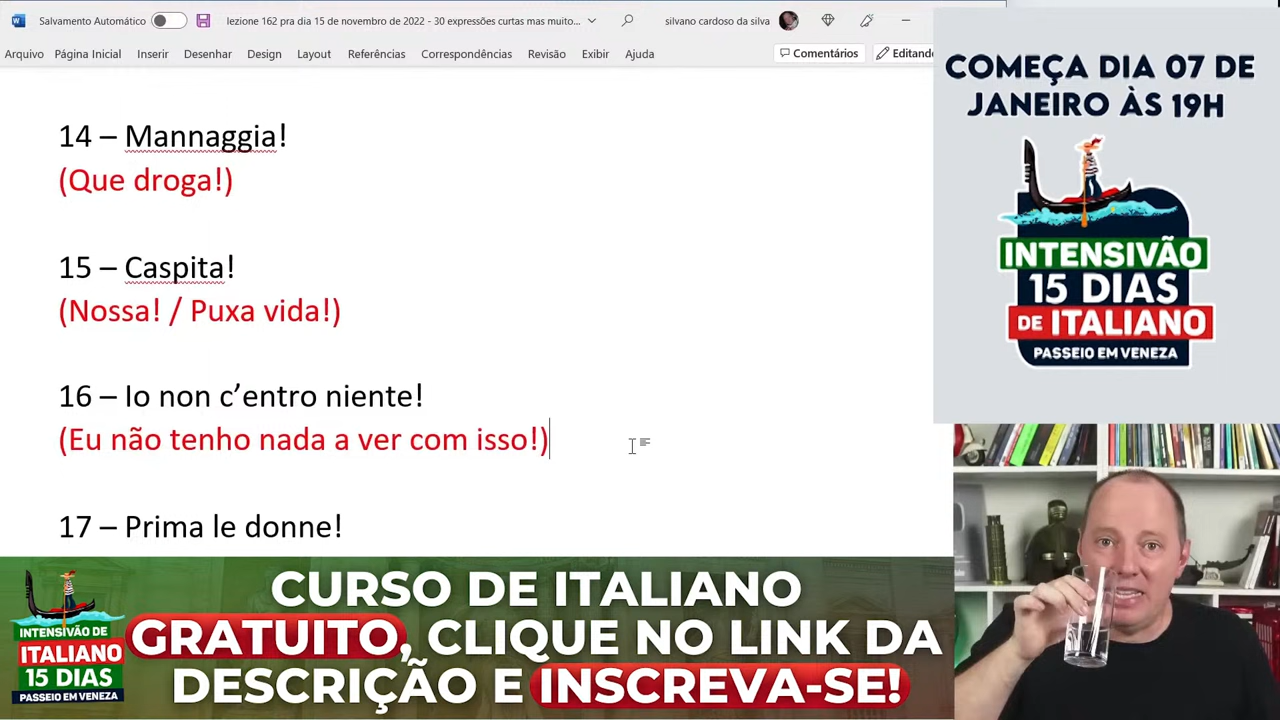 Salvamento Automático
lezione 162 pra dia 15 de novembro de 2022 - 30 expressões curtas mas muito...
silvano cardoso da silva
Arquivo Página Inicial Inserir Desenhar Design Layout Referências Correspondências Revisão Exibir Ajuda
Comentários
Editando
14 – Mannaggia!
(Que droga!)
15 – Caspita!
(Nossa! / Puxa vida!)
16 – Io non c’entro niente!
(Eu não tenho nada a ver com isso!)
17 – Prima le donne!
COMEÇA DIA 07 DE
JANEIRO ÀS 19H
INTENSIVÃO
15 DIAS
DE ITALIANO
PASSEIO EM VENEZA
INTENSIVÃO DE
ITALIANO
15 DIAS
PASSEIO EM VENEZA
CURSO DE ITALIANO
GRATUITO, CLIQUE NO LINK DA
DESCRIÇÃO E INSCREVA-SE!